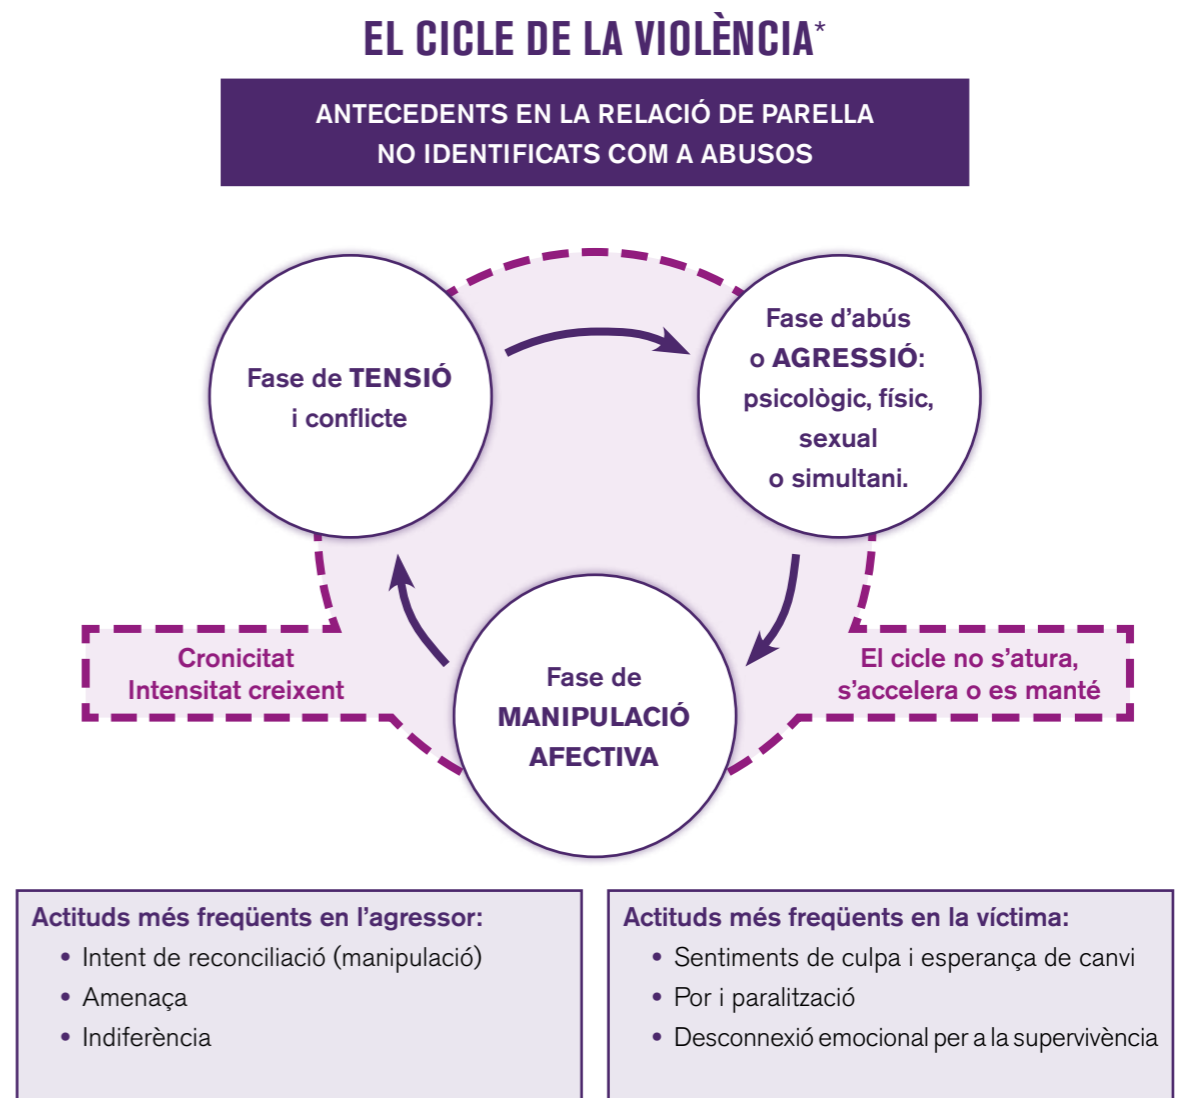 EL CICLE DE LA VIOLÈNCIA*
ANTECEDENTS EN LA RELACIÓ DE PARELLA
NO IDENTIFICATS COM A ABUSOS
Fase de TENSIÓ
i conflicte
Fase d’abús
o AGRESSIÓ:
psicològic, físic,
sexual
o simultani.
Cronicitat
Intensitat creixent
Fase de
MANIPULACIÓ
AFECTIVA
El cicle no s’atura,
s’accelera o es manté
Actituds més freqüents en l’agressor:
• Intent de reconciliació (manipulació)
• Amenaça
• Indiferència
Actituds més freqüents en la víctima:
• Sentiments de culpa i esperança de canvi
• Por i paralització
• Desconnexió emocional per a la supervivència